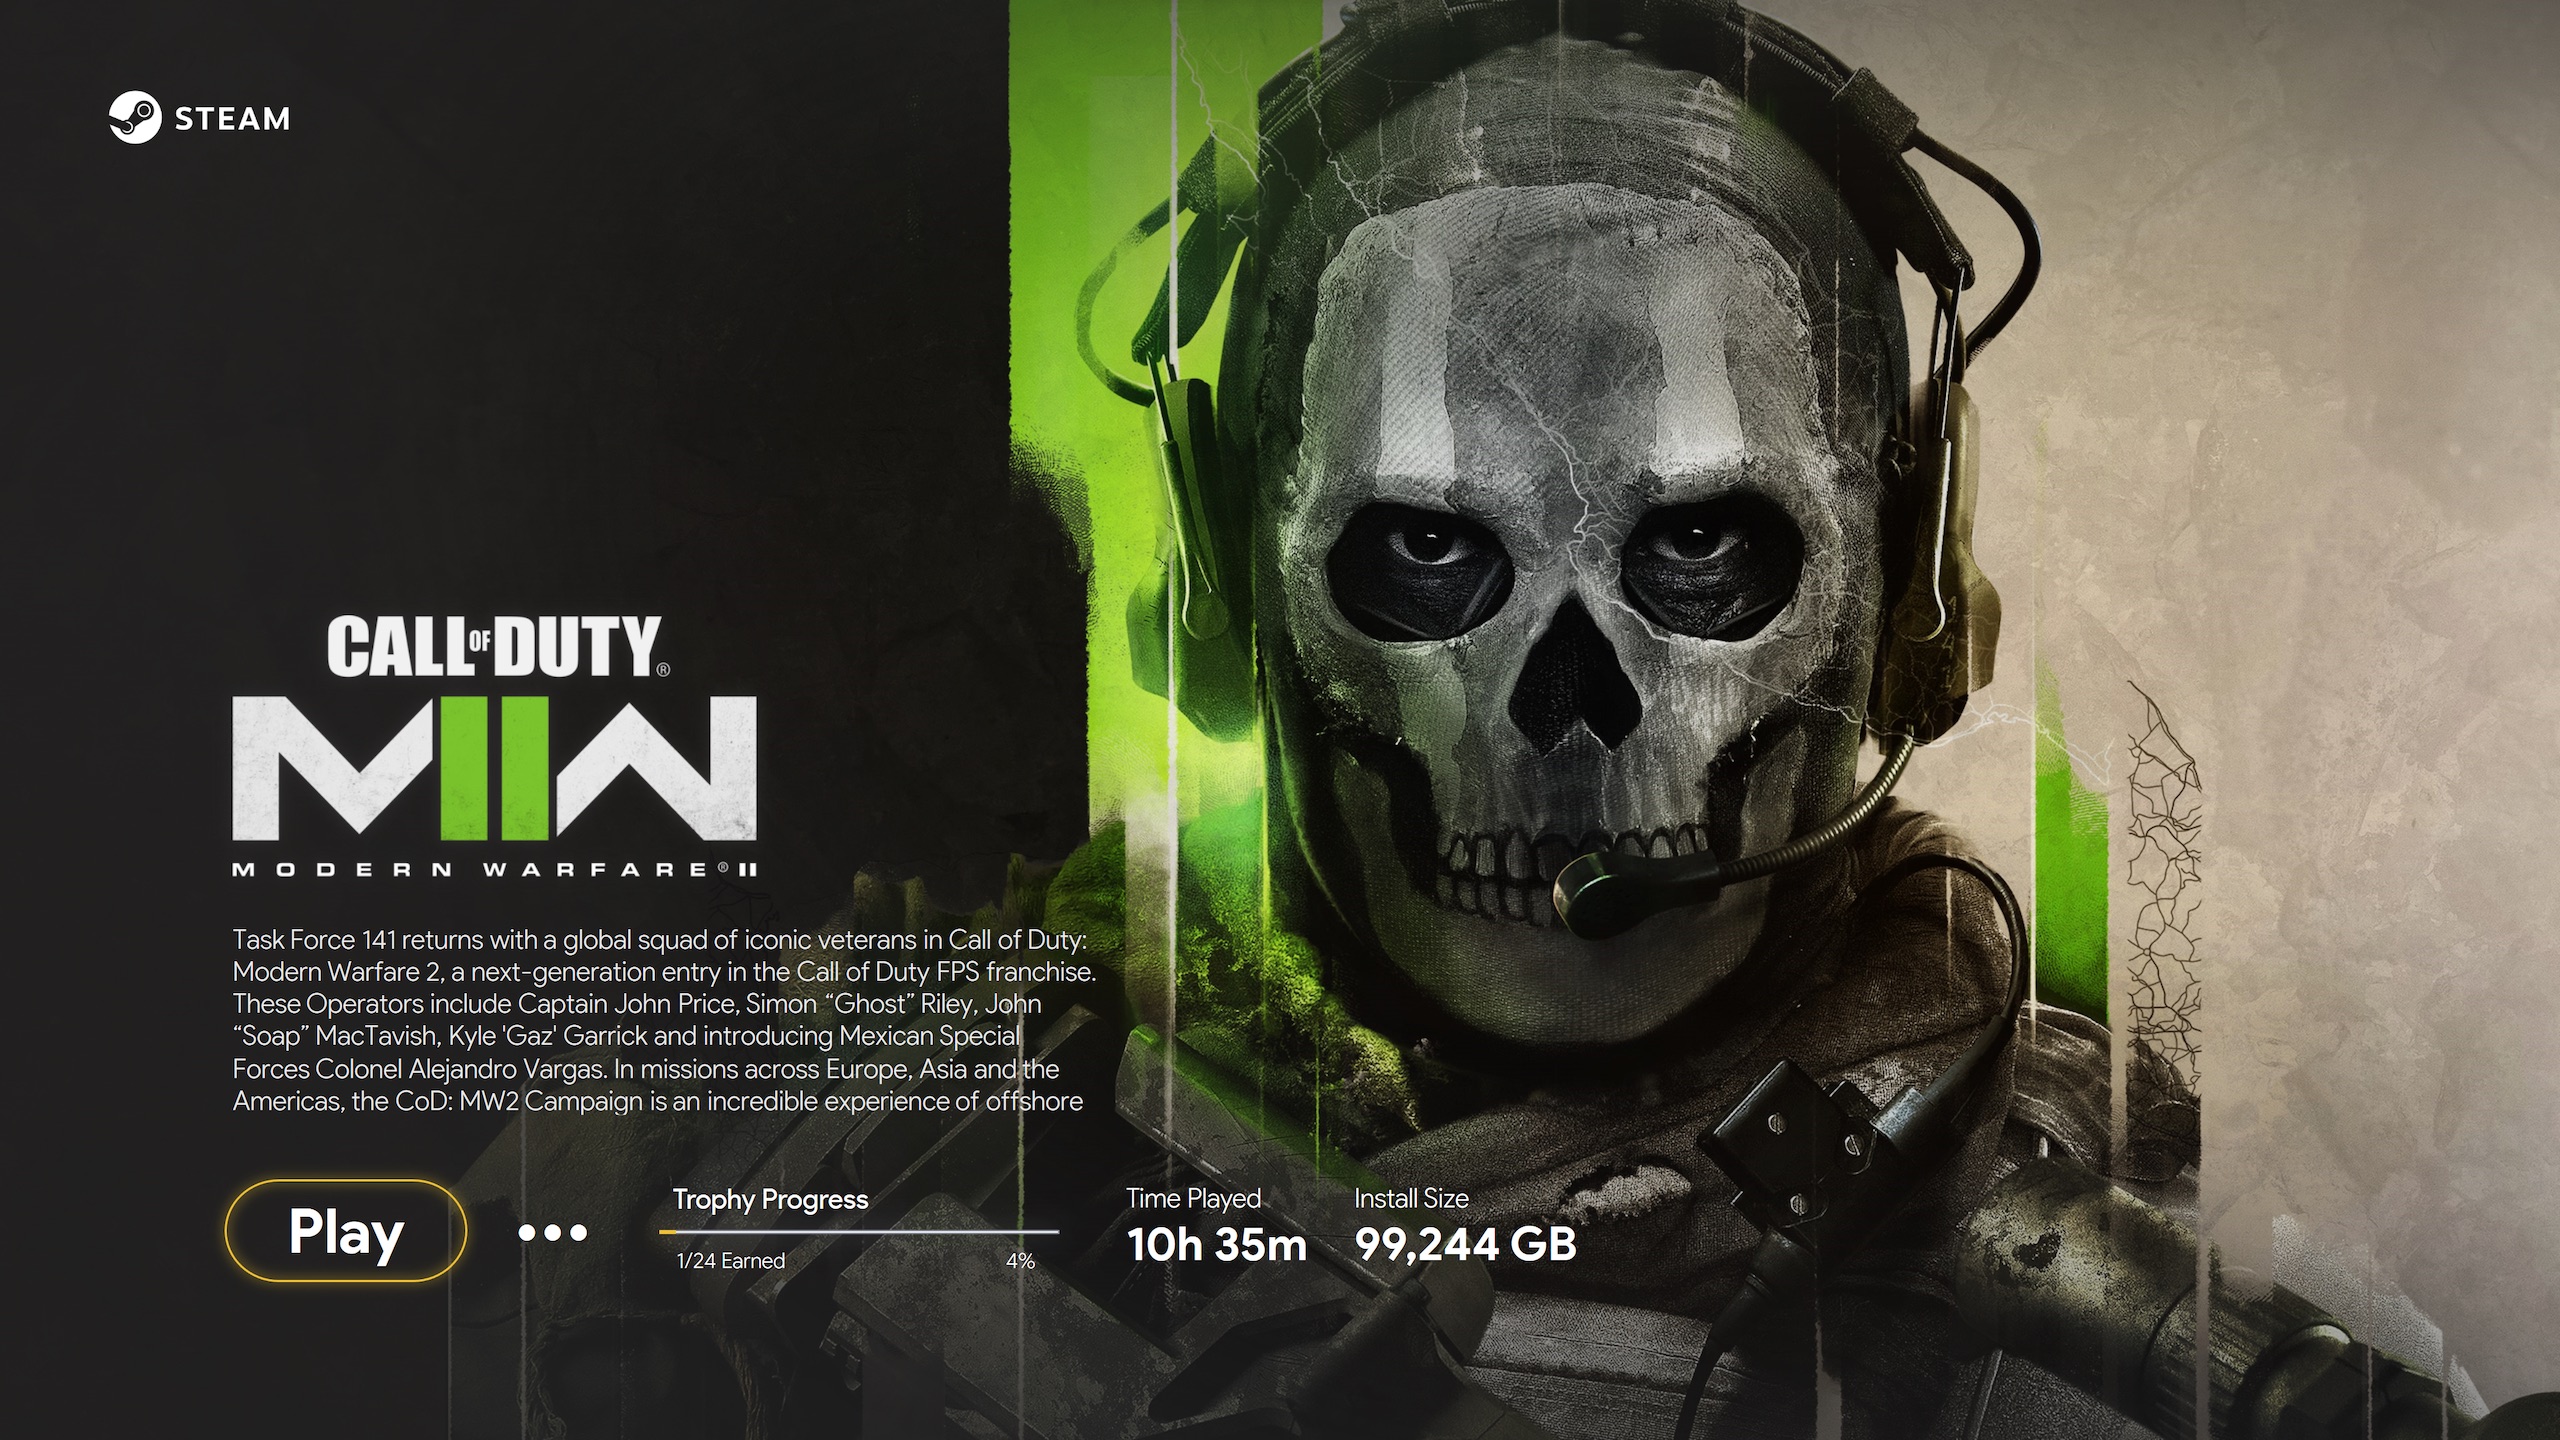 STEAM
CALL OF DUTY®
MIIW
MODERN WARFARE® II
Task Force 141 returns with a global squad of iconic veterans in Call of Duty:
Modern Warfare 2, a next-generation entry in the Call of Duty FPS franchise.
These Operators include Captain John Price, Simon “Ghost” Riley, John
“Soap” MacTavish, Kyle 'Gaz' Garrick and introducing Mexican Special
Forces Colonel Alejandro Vargas. In missions across Europe, Asia and the
Americas, the CoD: MW2 Campaign is an incredible experience of offshore
Play
Trophy Progress
1/24 Earned 4%
Time Played
10h 35m
Install Size
99,244 GB